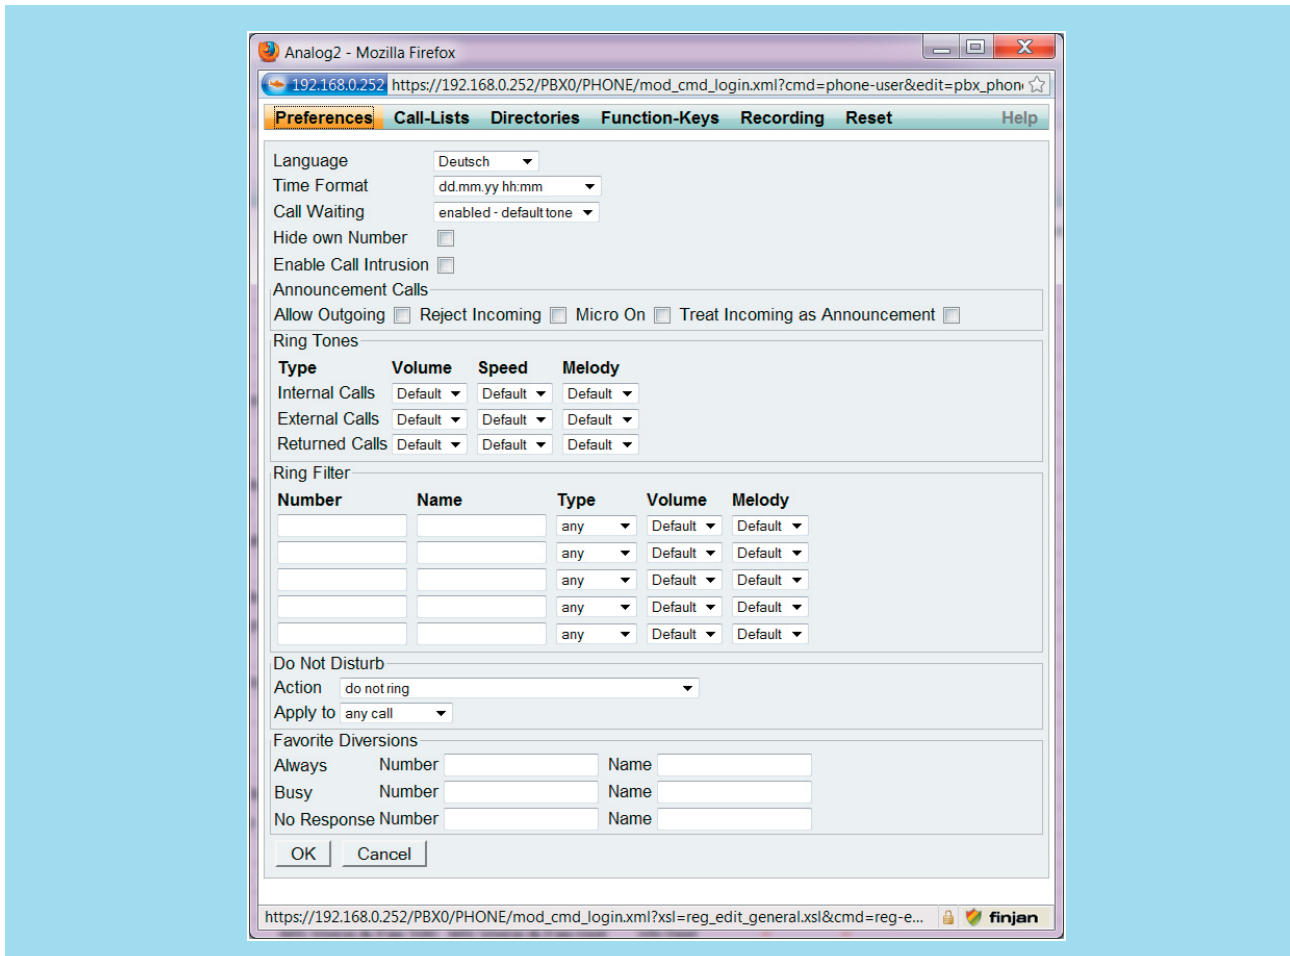 Analog2 - Mozilla Firefox
192.168.0.252 https://192.168.0.252/PBX0/PHONE/mod_cmd_login.xml?cmd=phone-user&edit=pbx_phon
Preferences Call-Lists Directories Function-Keys Recording Reset Help
Language Deutsch
Time Format dd.mm.yy hh:mm
Call Waiting enabled - default tone
Hide own Number
Enable Call Intrusion
Announcement Calls
Allow Outgoing Reject Incoming Micro On Treat Incoming as Announcement
Ring Tones
Type Volume Speed Melody
Internal Calls Default Default Default
External Calls Default Default Default
Returned Calls Default Default Default
Ring Filter
Number Name Type Volume Melody
any Default Default
any Default Default
any Default Default
any Default Default
any Default Default
Do Not Disturb
Action do not ring
Apply to any call
Favorite Diversions
Always Number Name
Busy Number Name
No Response Number Name
OK Cancel
https://192.168.0.252/PBX0/PHONE/mod_cmd_login.xml?xsl=reg_edit_general.xsl&cmd=reg-e... finjan